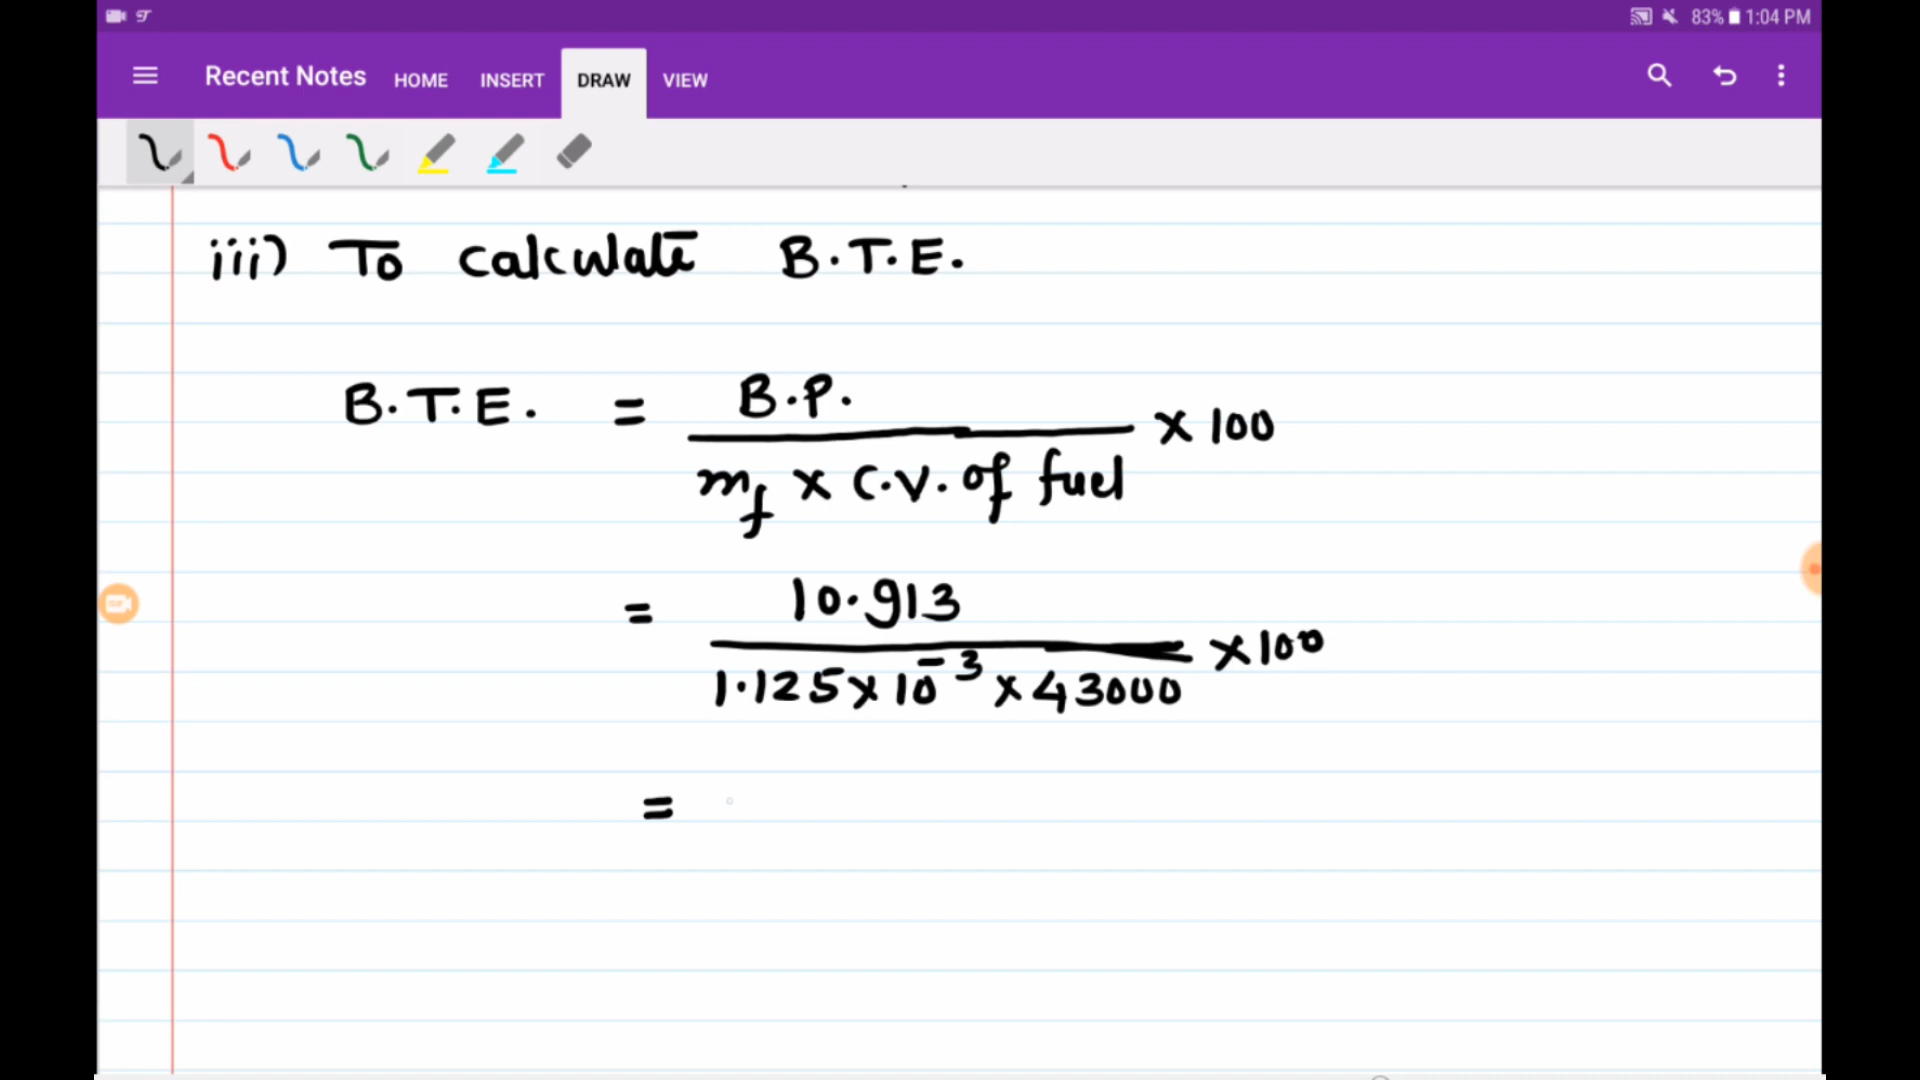 83% 1:04 PM
Recent Notes HOME INSERT DRAW VIEW
iii) To calculate B.T.E.
B.T.E. = B.P. / m_f x C.V. of fuel x 100
= 10.913 / 1.125 x 10^-3 x 43000 x 100
=